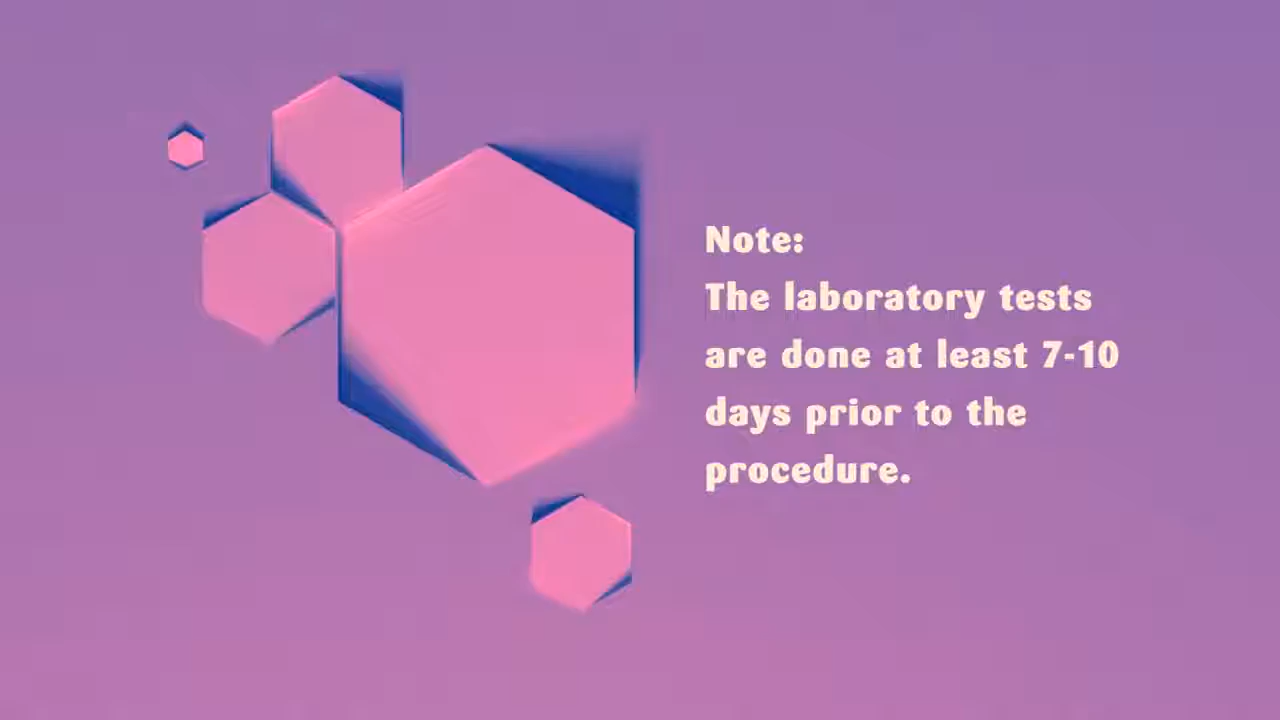 Note:
The laboratory tests
are done at least 7-10
days prior to the
procedure.